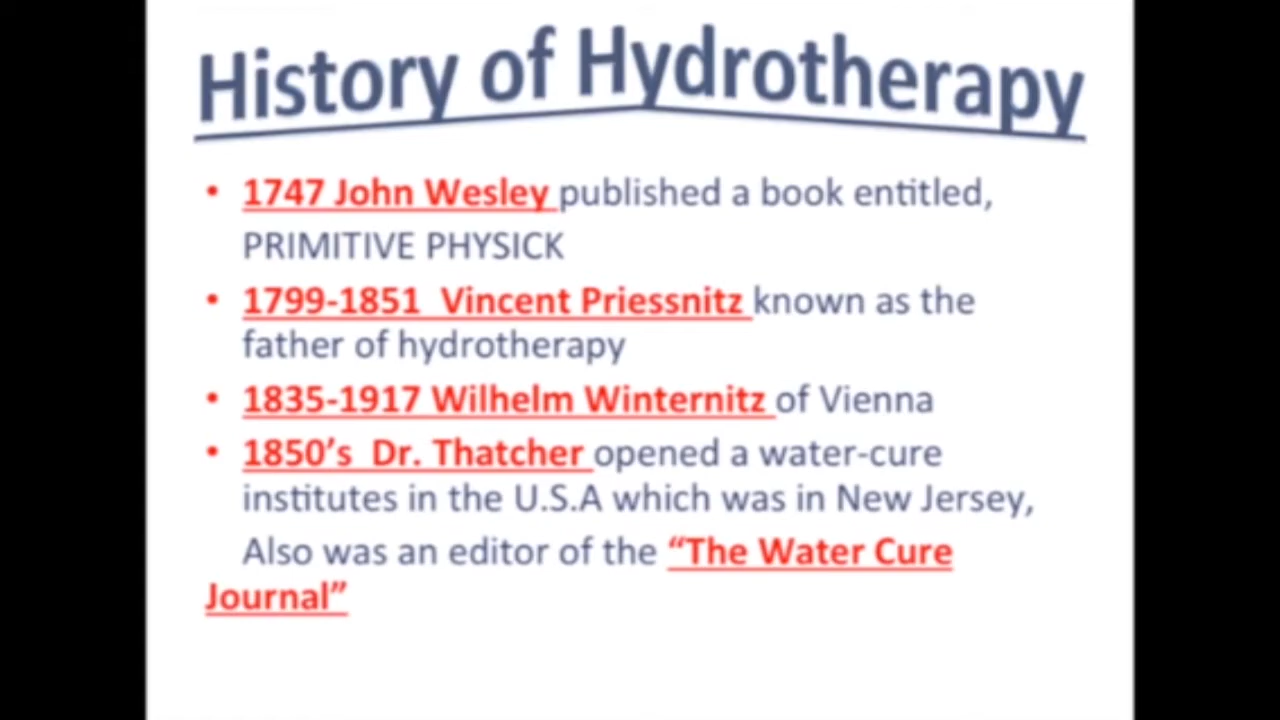 History of Hydrotherapy
• 1747 John Wesley published a book entitled,
PRIMITIVE PHYSICK
• 1799-1851 Vincent Priessnitz known as the
father of hydrotherapy
• 1835-1917 Wilhelm Winternitz of Vienna
• 1850’s Dr. Thatcher opened a water-cure
institutes in the U.S.A which was in New Jersey,
Also was an editor of the “The Water Cure
Journal”